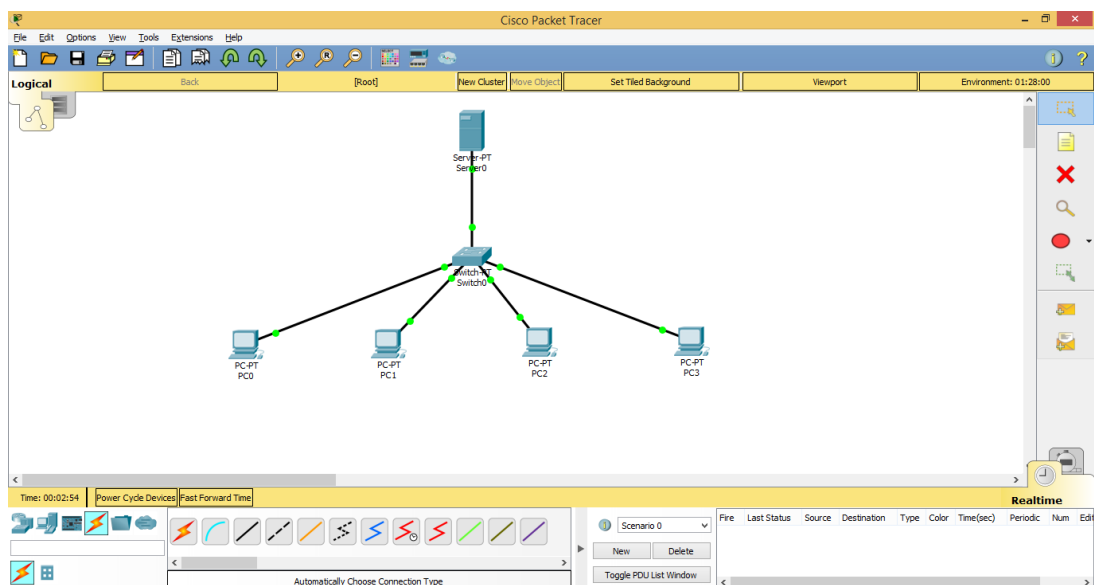 Cisco Packet Tracer
File Edit Options View Tools Extensions Help
Logical Back [Root] New Cluster Move Object Set Tiled Background Viewport Environment: 01:28:00
Server-PT
Server0
Switch-PT
Switch0
PC-PT
PC0
PC-PT
PC1
PC-PT
PC2
PC-PT
PC3
Time: 00:02:54 Power Cycle Devices Fast Forward Time Realtime
Scenario 0
New Delete
Toggle PDU List Window
Fire Last Status Source Destination Type Color Time(sec) Periodic Num Edi
Automatically Choose Connection Type